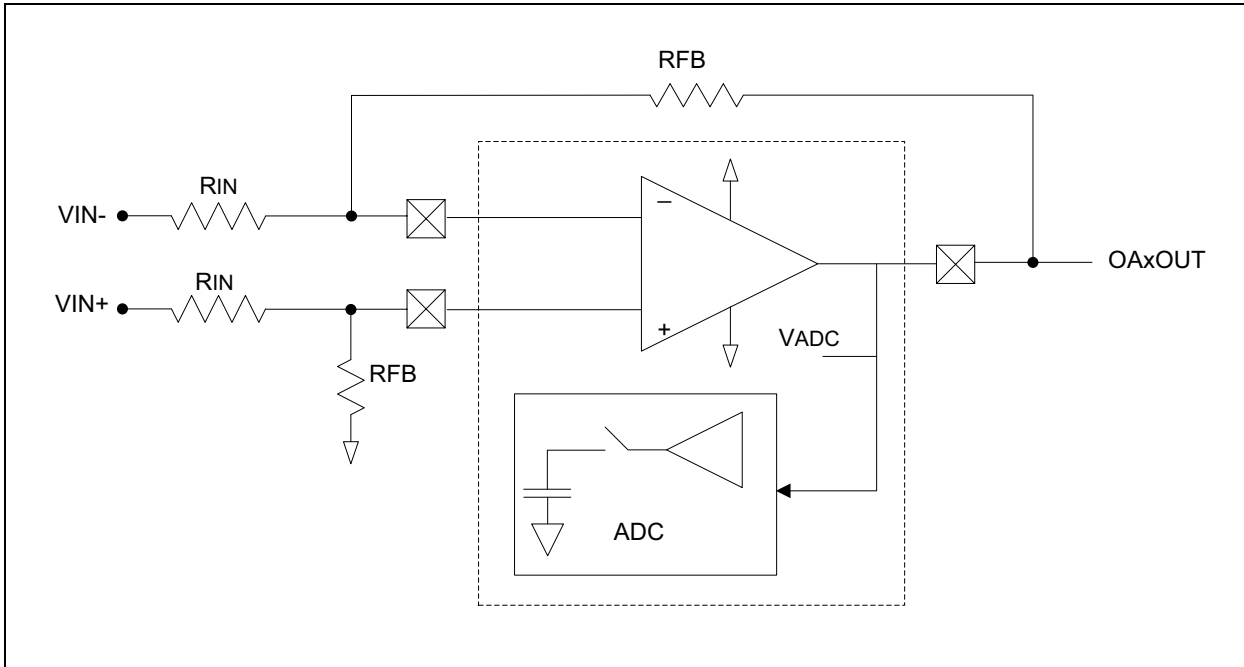 RFB
RIN
VIN-
RIN
VIN+
OAxOUT
–
+
VADC
RFB
ADC